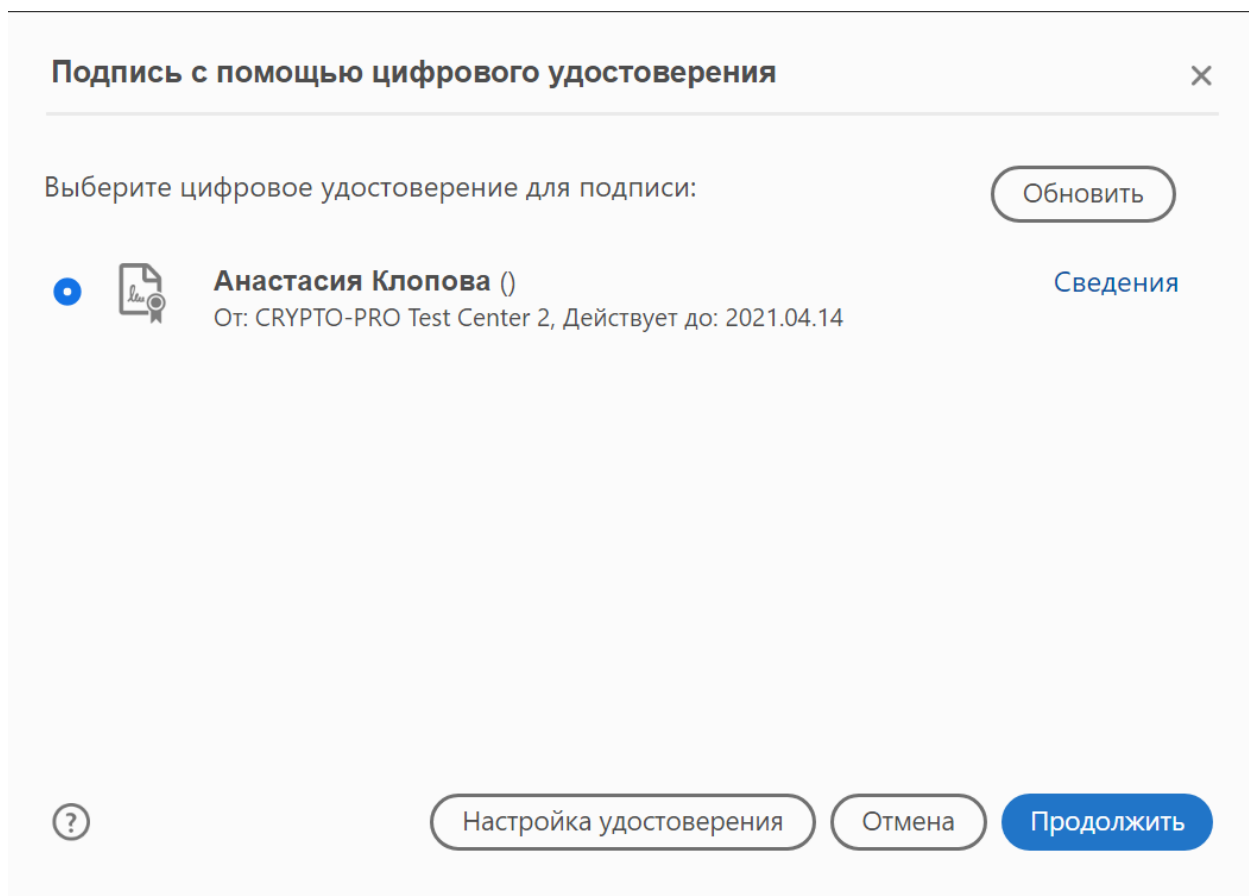 Подпись с помощью цифрового удостоверения
Выберите цифровое удостоверение для подписи:
Обновить
Анастасия Клопова ()
Сведения
От: CRYPTO-PRO Test Center 2, Действует до: 2021.04.14
?
Настройка удостоверения
Отмена
Продолжить